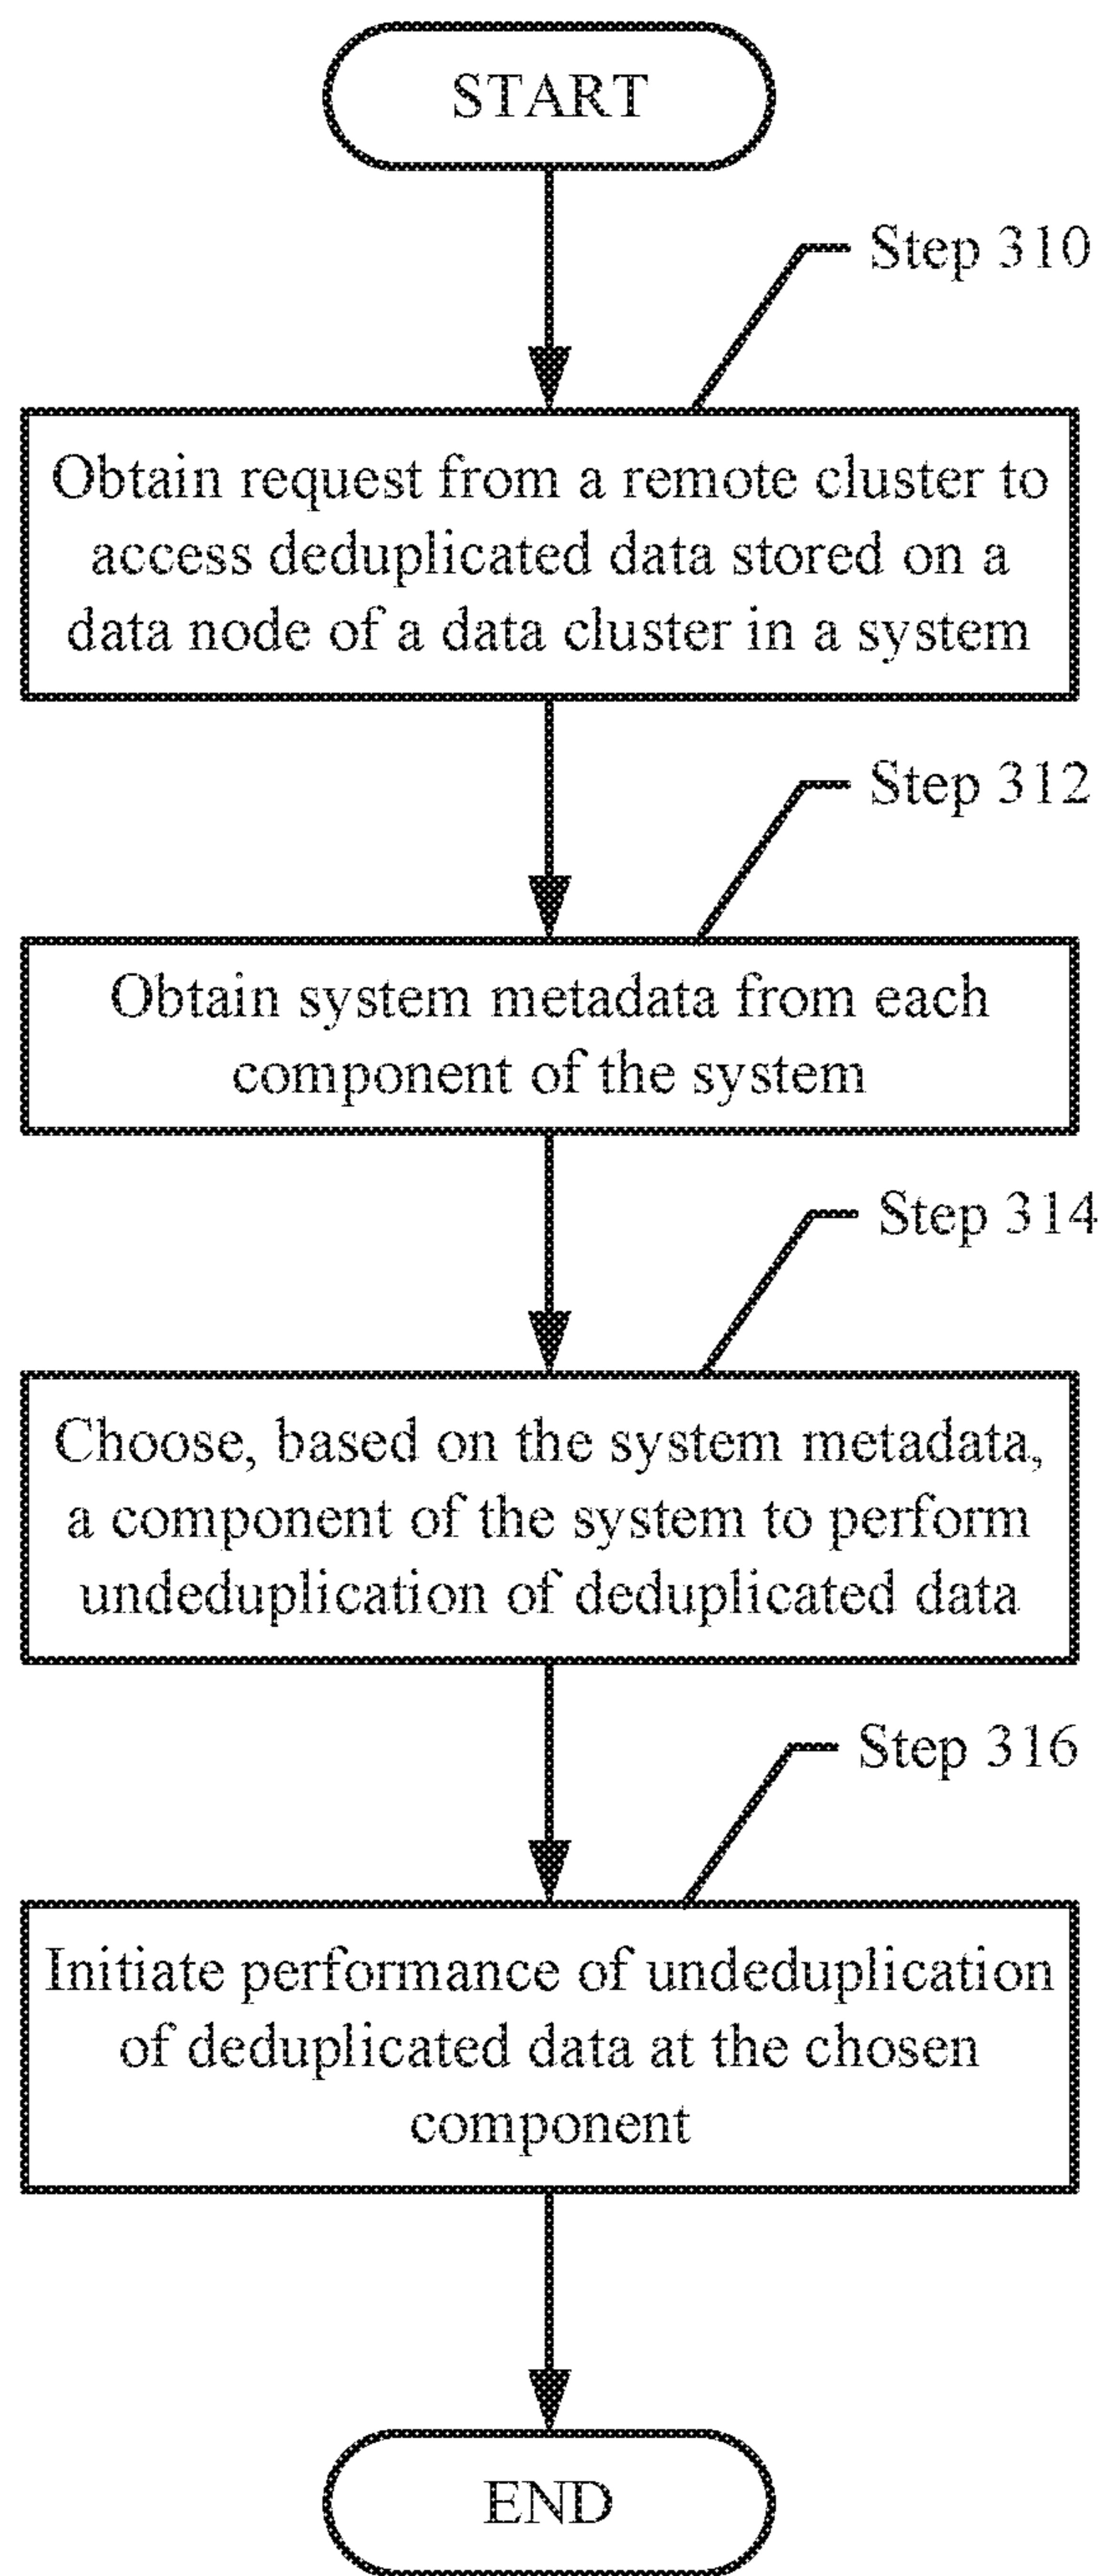 START
Step 310
Obtain request from a remote cluster to
access deduplicated data stored on a
data node of a data cluster in a system
Step 312
Obtain system metadata from each
component of the system
Step 314
Choose, based on the system metadata,
a component of the system to perform
undeduplication of deduplicated data
Step 316
Initiate performance of undeduplication
of deduplicated data at the chosen
component
END